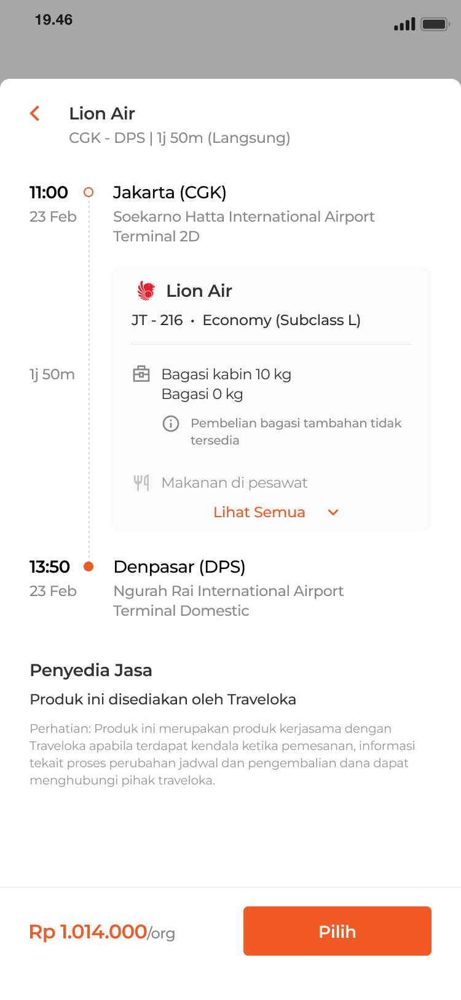 19.46
Lion Air
CGK - DPS | 1j 50m (Langsung)
11:00
Jakarta (CGK)
23 Feb
Soekarno Hatta International Airport
Terminal 2D
Lion Air
JT - 216 • Economy (Subclass L)
1j 50m
Bagasi kabin 10 kg
Bagasi 0 kg
Pembelian bagasi tambahan tidak
tersedia
Makanan di pesawat
Lihat Semua
13:50
Denpasar (DPS)
23 Feb
Ngurah Rai International Airport
Terminal Domestic
Penyedia Jasa
Produk ini disediakan oleh Traveloka
Perhatian: Produk ini merupakan produk kerjasama dengan
Traveloka apabila terdapat kendala ketika pemesanan, informasi
tekait proses perubahan jadwal dan pengembalian dana dapat
menghubungi pihak traveloka.
Rp 1.014.000/org
Pilih